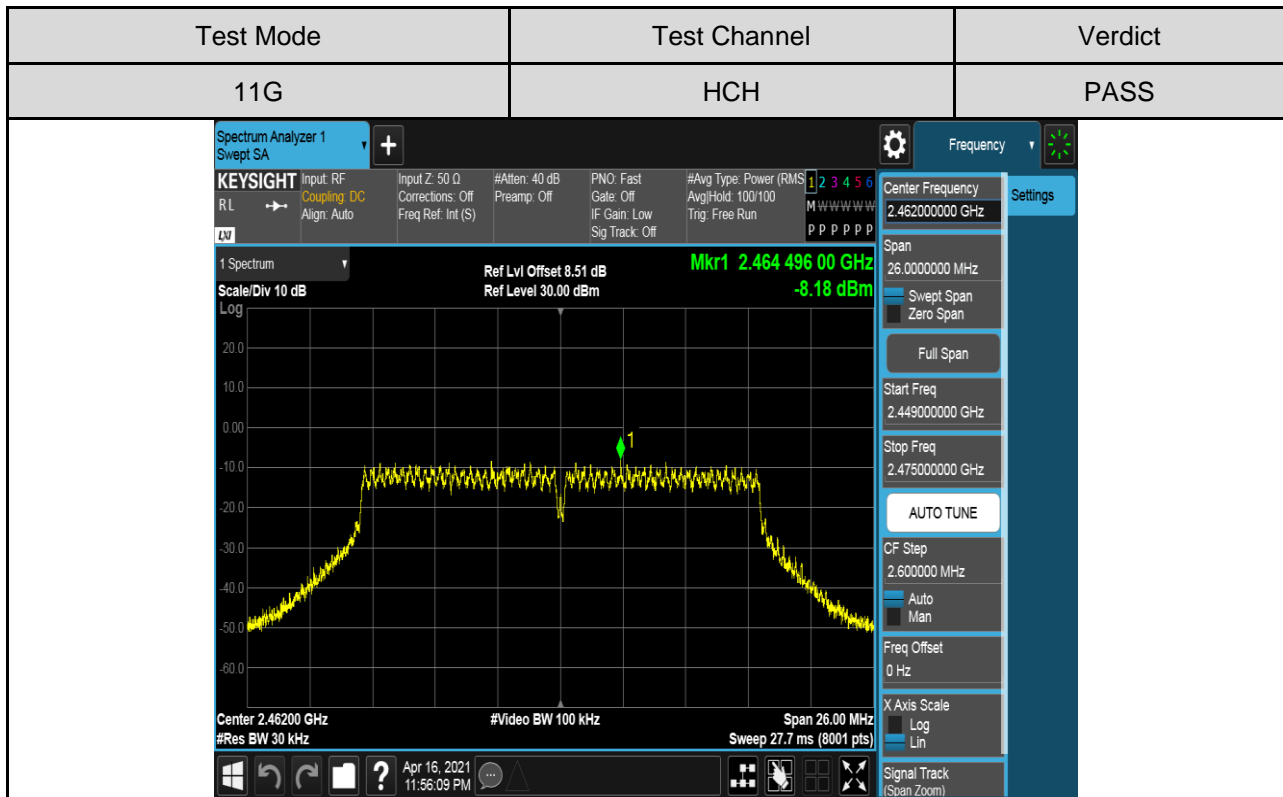 Test Mode Test Channel Verdict
11G HCH PASS
Spectrum Analyzer 1
Swept SA
+
Frequency
KEYSIGHT
RL
LXI
Input: RF
Coupling: DC
Align: Auto
Input Z: 50 Ω
Corrections: Off
Freq Ref: Int (S)
#Atten: 40 dB
Preamp: Off
PNO: Fast
Gate: Off
IF Gain: Low
Sig Track: Off
#Avg Type: Power (RMS
Avg|Hold: 100/100
Trig: Free Run
1 2 3 4 5 6
M W W W W W
P P P P P P
1 Spectrum
Scale/Div 10 dB
Ref Lvl Offset 8.51 dB
Ref Level 30.00 dBm
Mkr1 2.464 496 00 GHz
-8.18 dBm
Log
20.0
10.0
0.00
-10.0
-20.0
-30.0
-40.0
-50.0
-60.0
1
Center 2.46200 GHz
#Res BW 30 kHz
#Video BW 100 kHz
Span 26.00 MHz
Sweep 27.7 ms (8001 pts)
Center Frequency
2.462000000 GHz
Settings
Span
26.0000000 MHz
Swept Span
Zero Span
Full Span
Start Freq
2.449000000 GHz
Stop Freq
2.475000000 GHz
AUTO TUNE
CF Step
2.600000 MHz
Auto
Man
Freq Offset
0 Hz
X Axis Scale
Log
Lin
Signal Track
(Span Zoom)
?
Apr 16, 2021
11:56:09 PM